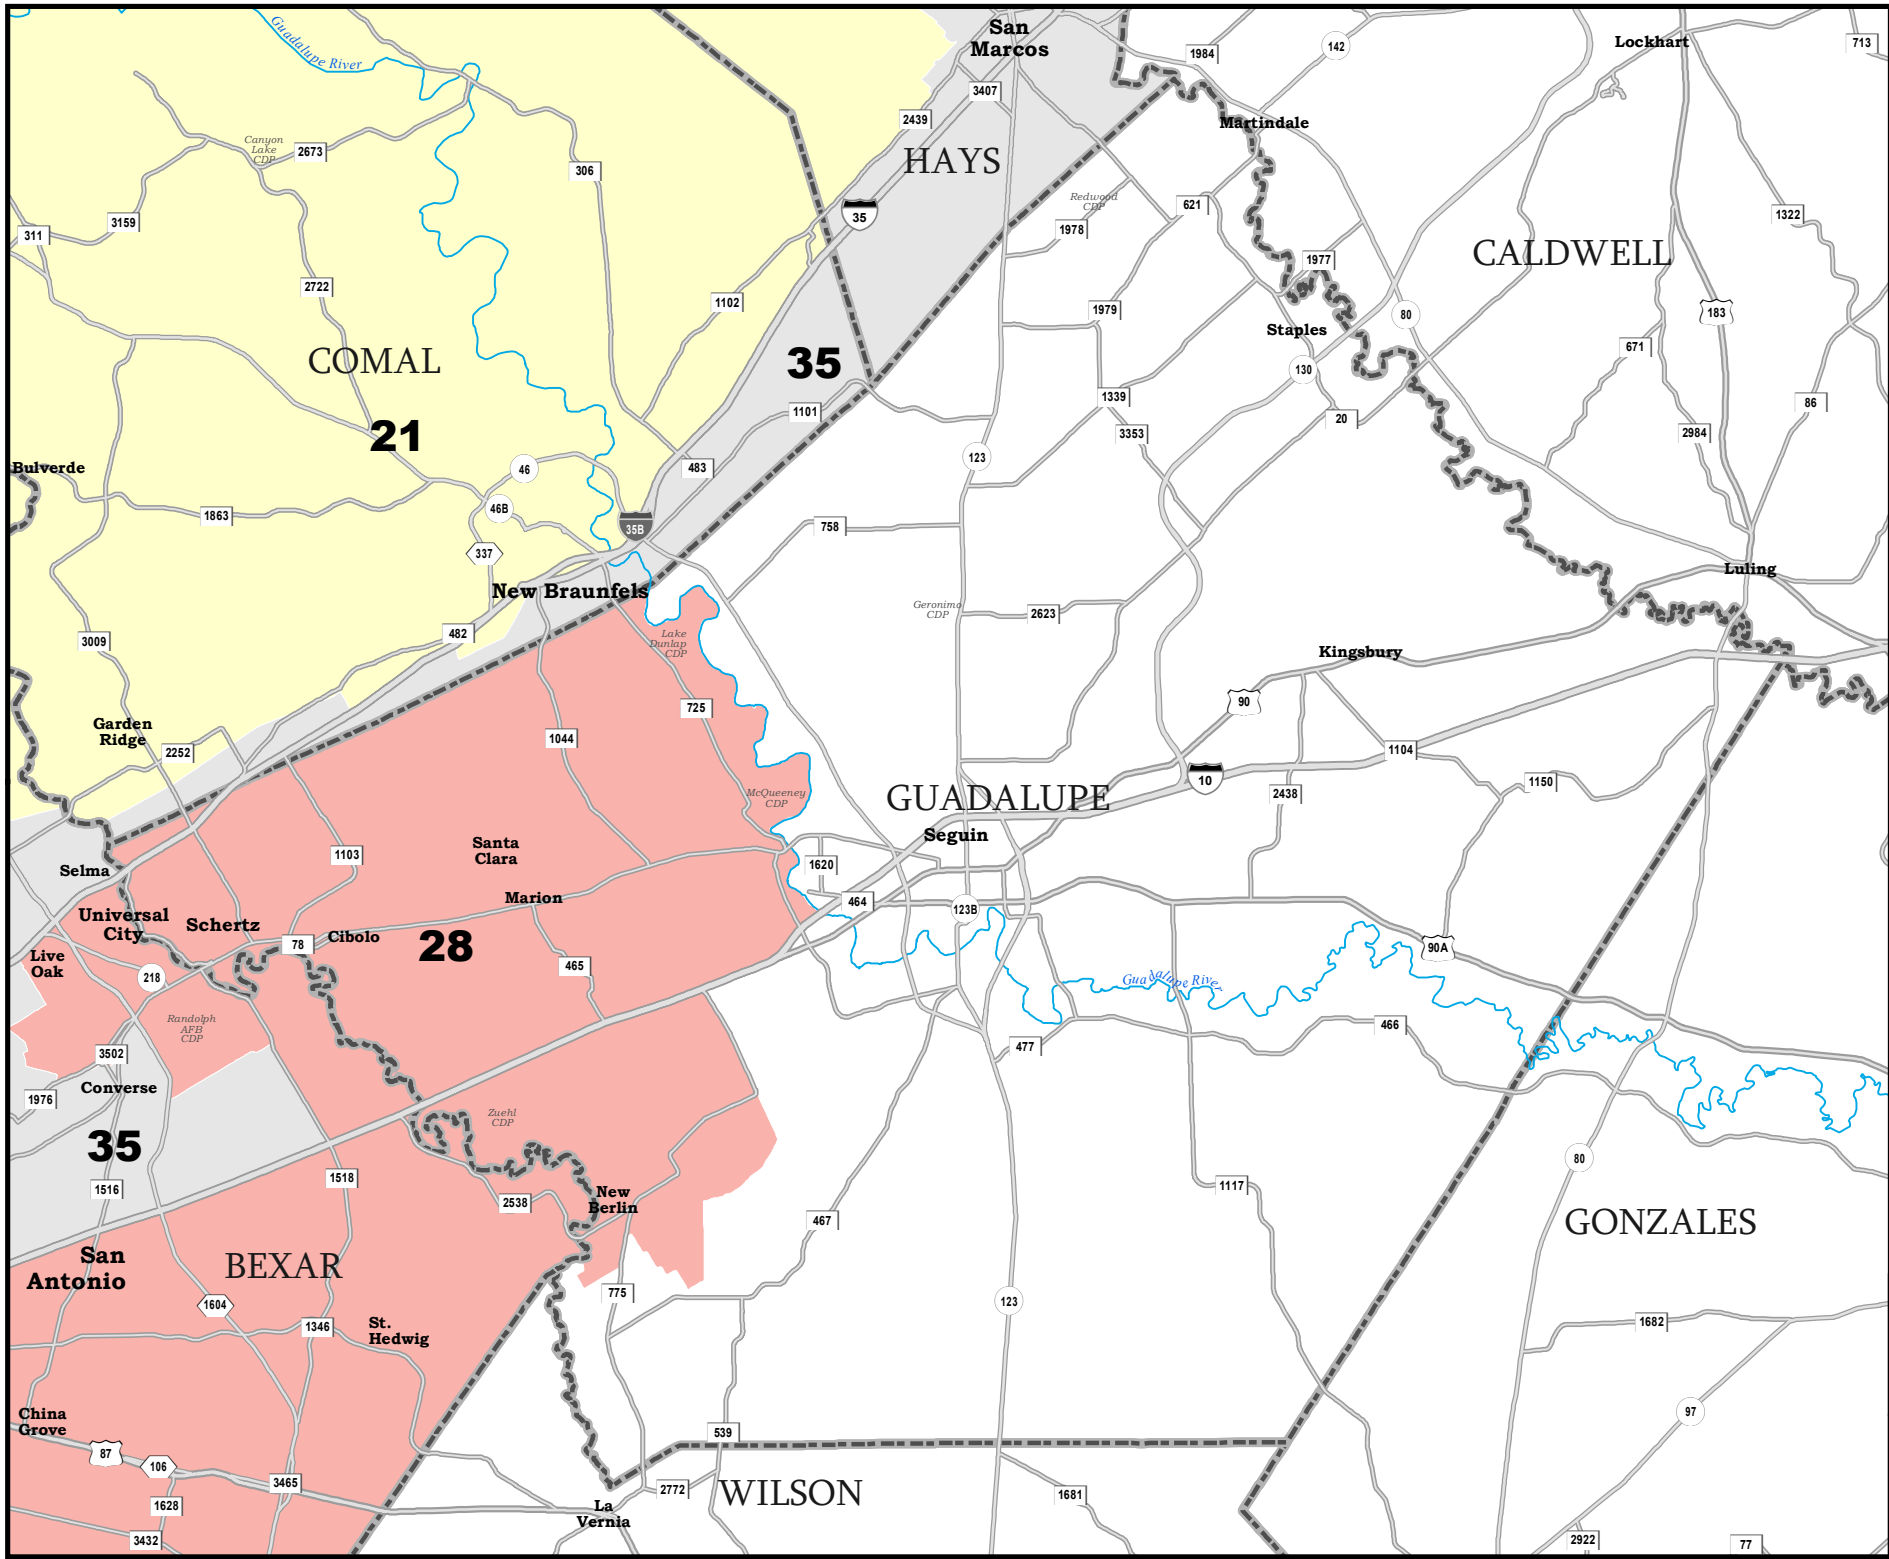 San
Marcos
Lockhart
713
1984
142
Guadalupe River
3407
2439
Martindale
Canyon
Lake
CDP
2673
HAYS
306
Redwood
CDP
621
35
1978
1322
3159
311
CALDWELL
1977
2722
1102
1979
80
183
Staples
671
COMAL
35
130
1339
86
1101
20
21
3353
2984
123
Bulverde
46
483
46B
1863
35B
758
337
Luling
New Braunfels
Geronimo
CDP
2623
482
3009
Lake
Dunlap
CDP
Kingsbury
90
725
Garden
Ridge
2252
1044
1104
10
1150
McQueeney
CDP
GUADALUPE
2438
Seguin
Santa
Clara
1103
1620
Selma
Marion
464
123B
Universal
City
Schertz
Cibolo
78
28
90A
Live
Oak
218
465
Guadalupe River
Randolph
AFB
CDP
466
477
3502
Converse
1976
Zuehl
CDP
35
80
1518
1516
1117
2538
New
Berlin
467
GONZALES
San
Antonio
BEXAR
775
1604
123
1346
St.
Hedwig
1682
China
Grove
97
539
87
106
3465
2772
WILSON
1681
1628
La
Vernia
3432
2922
77